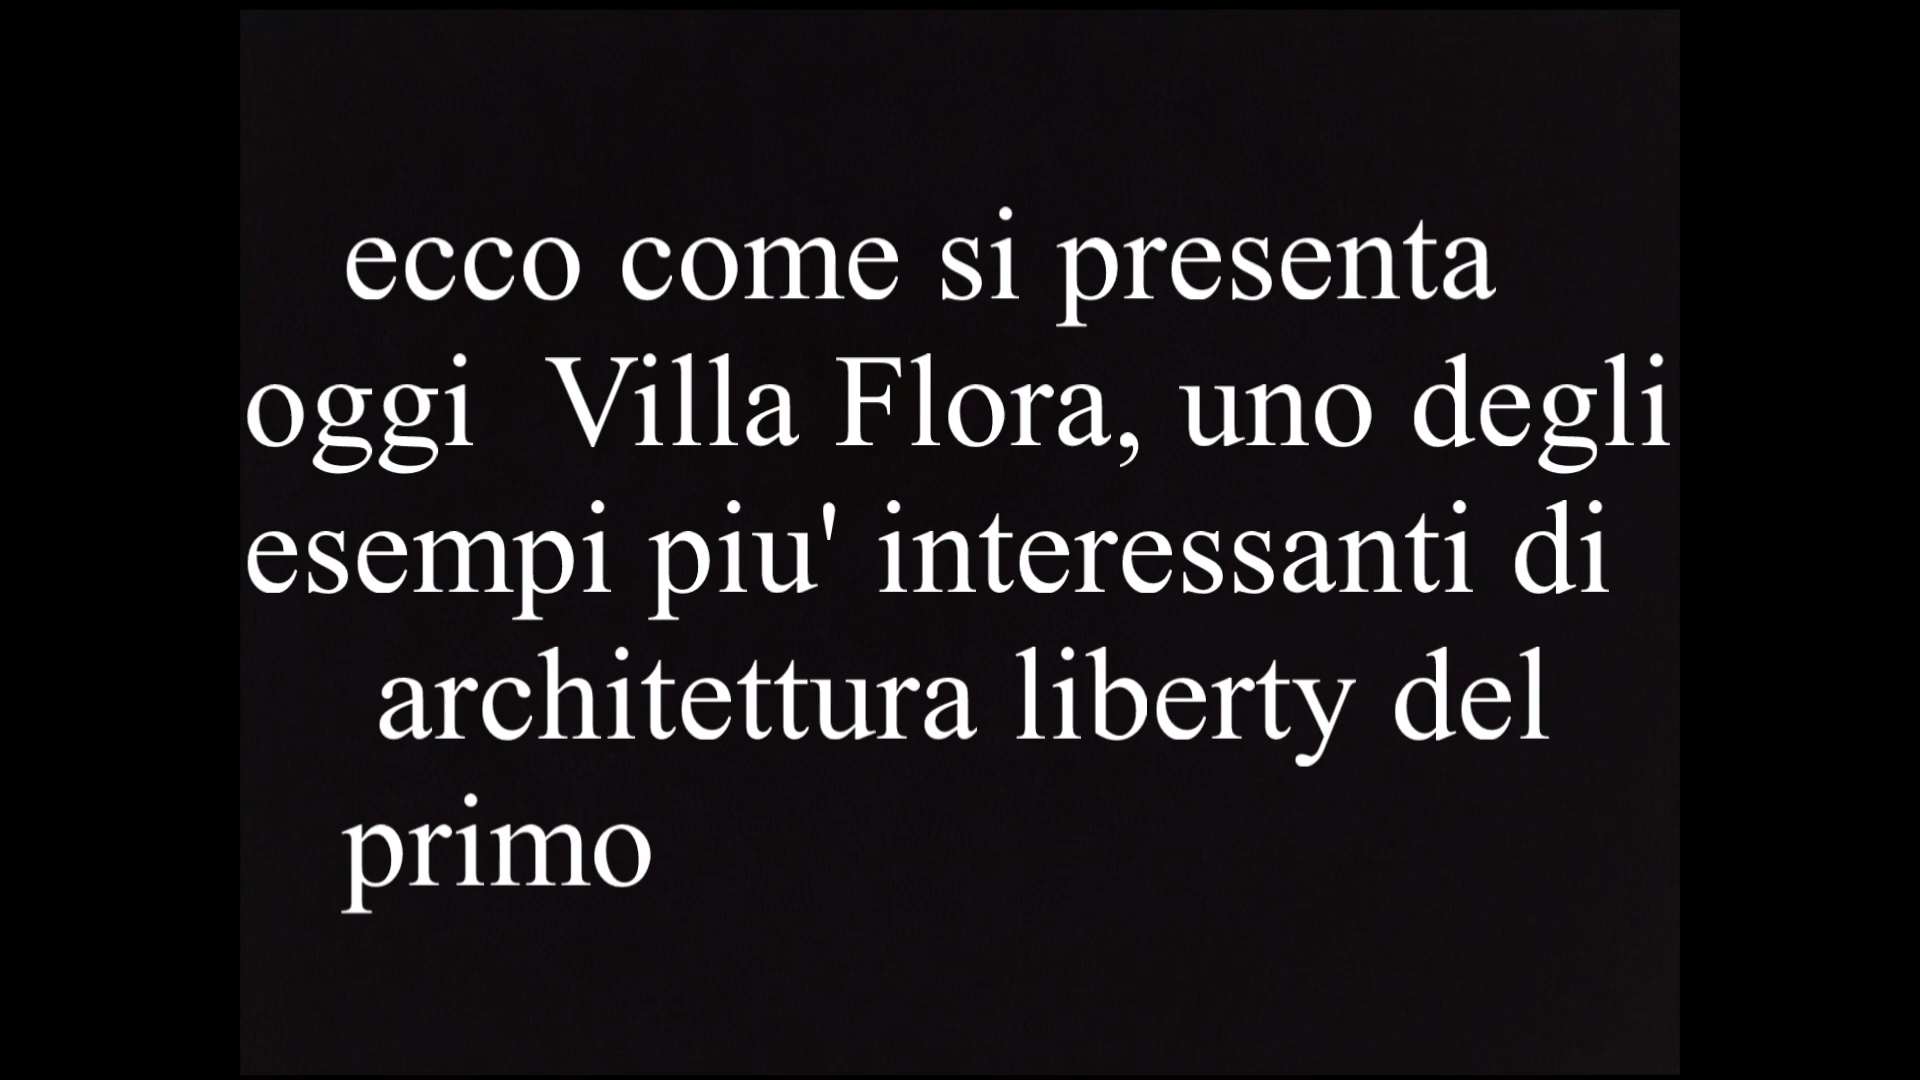 ecco come si presenta
oggi  Villa Flora, uno degli
esempi piu' interessanti di
architettura liberty del
primo